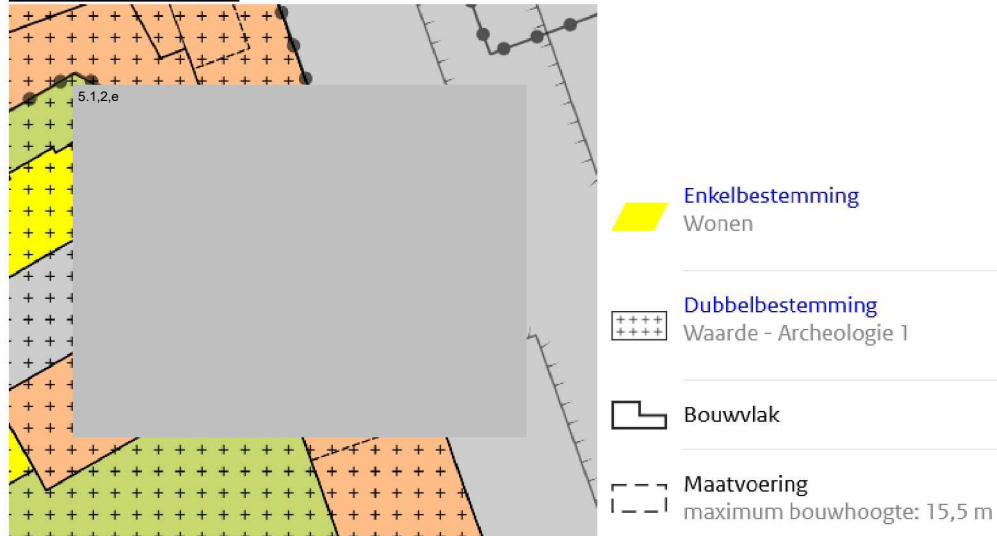 5.1,2,e
Enkelbestemming
Wonen
Dubbelbestemming
Waarde - Archeologie 1
Bouwvlak
Maatvoering
maximum bouwhoogte: 15,5 m